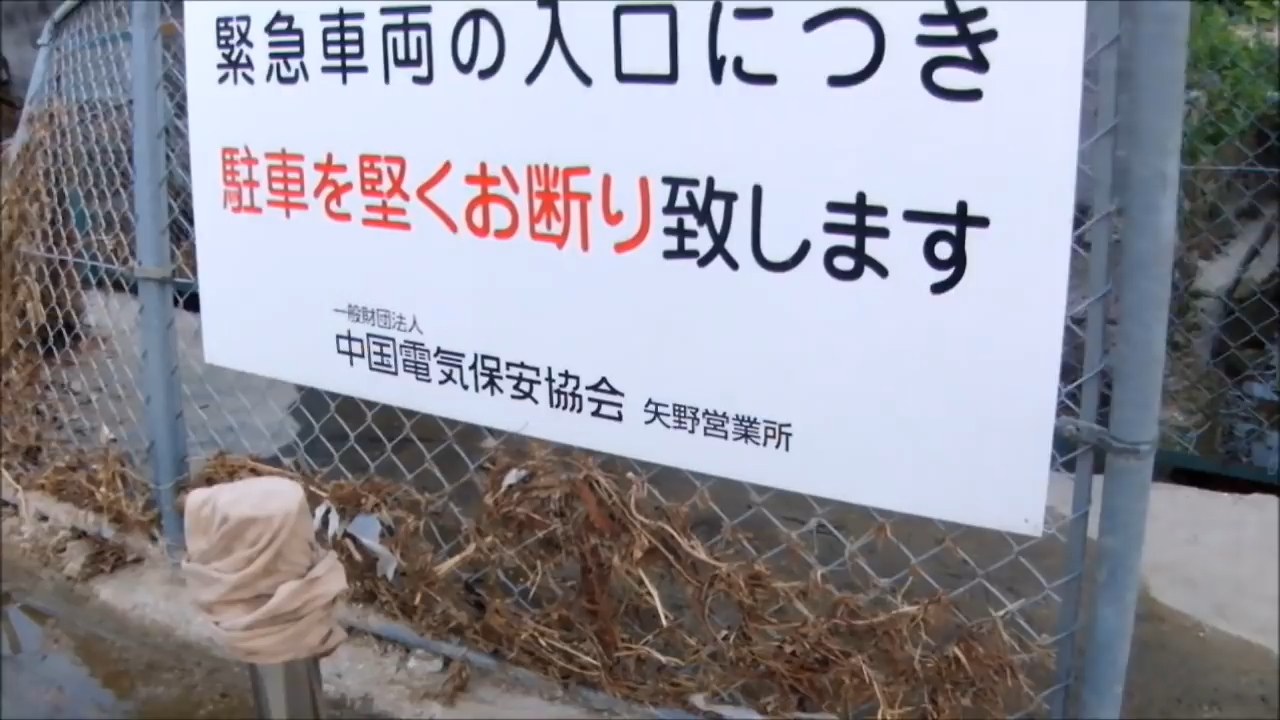 緊急車両の入口につき
駐車を堅くお断り致します
一般財団法人
中国電気保安協会 矢野営業所